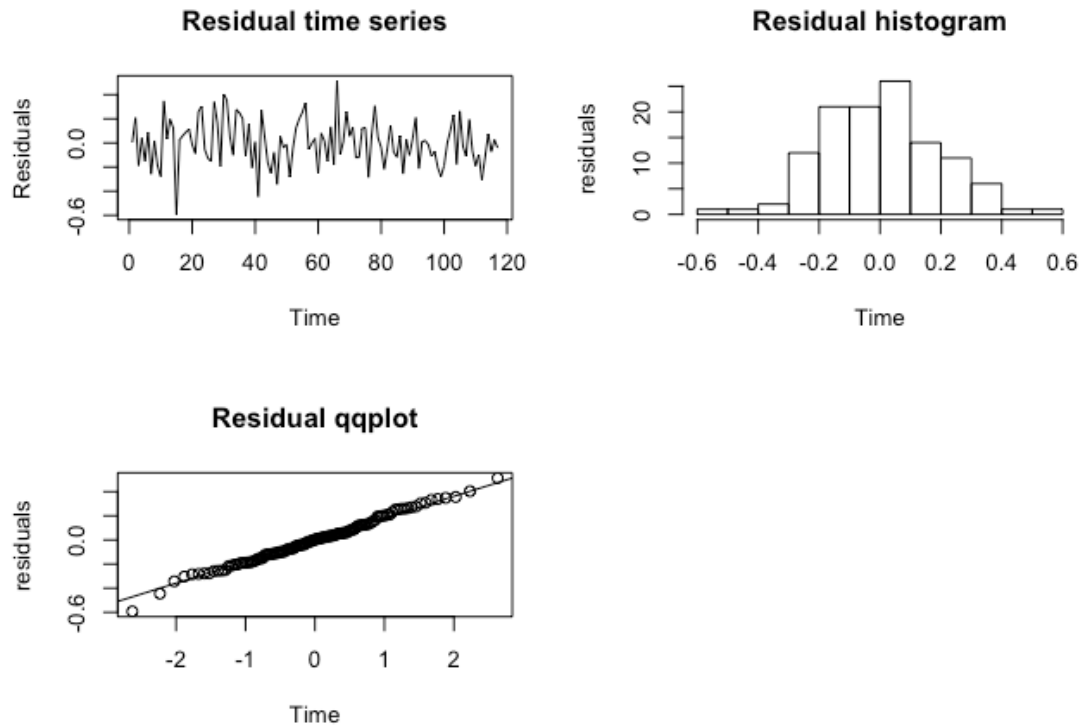 Residual time series
Residuals
0.0
-0.6
0 20 40 60 80 100 120
Time
Residual histogram
residuals
20
10
0
-0.6 -0.4 -0.2 0.0 0.2 0.4 0.6
Time
Residual qqplot
residuals
0.0
-0.6
-2 -1 0 1 2
Time